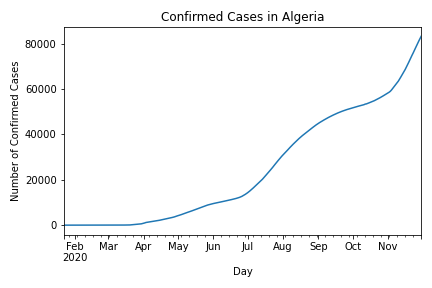 Confirmed Cases in Algeria
Number of Confirmed Cases
80000
60000
40000
20000
0
Feb Mar Apr May Jun Jul Aug Sep Oct Nov
2020
Day